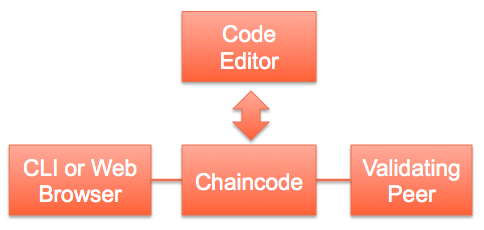 Code
Editor
CLI or Web
Browser
Chaincode
Validating
Peer